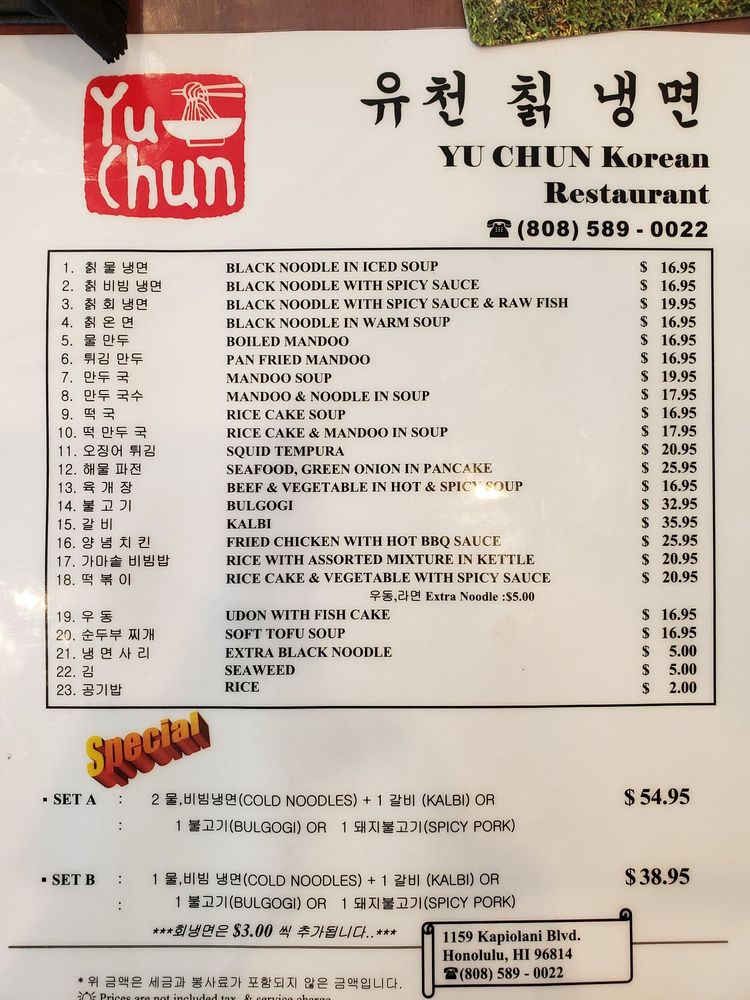 Yu Chun
유천 칡 냉면
YU CHUN Korean
Restaurant
☎(808) 589 - 0022
1. 칡 물 냉면 BLACK NOODLE IN ICED SOUP $ 16.95
2. 칡 비빔 냉면 BLACK NOODLE WITH SPICY SAUCE $ 16.95
3. 칡 회 냉면 BLACK NOODLE WITH SPICY SAUCE & RAW FISH $ 19.95
4. 칡 온 면 BLACK NOODLE IN WARM SOUP $ 16.95
5. 물 만두 BOILED MANDOO $ 16.95
6. 튀김 만두 PAN FRIED MANDOO $ 16.95
7. 만두 국 MANDOO SOUP $ 19.95
8. 만두 국수 MANDOO & NOODLE IN SOUP $ 17.95
9. 떡 국 RICE CAKE SOUP $ 16.95
10. 떡 만두 국 RICE CAKE & MANDOO IN SOUP $ 17.95
11. 오징어 튀김 SQUID TEMPURA $ 20.95
12. 해물 파전 SEAFOOD, GREEN ONION IN PANCAKE $ 25.95
13. 육 개 장 BEEF & VEGETABLE IN HOT & SPICY SOUP $ 16.95
14. 불 고 기 BULGOGI $ 32.95
15. 갈 비 KALBI $ 35.95
16. 양 념 치 킨 FRIED CHICKEN WITH HOT BBQ SAUCE $ 25.95
17. 가마솥 비빔밥 RICE WITH ASSORTED MIXTURE IN KETTLE $ 20.95
18. 떡 볶 이 RICE CAKE & VEGETABLE WITH SPICY SAUCE $ 20.95
우동,라면 Extra Noodle :$5.00
19. 우 동 UDON WITH FISH CAKE $ 16.95
20. 순두부 찌개 SOFT TOFU SOUP $ 16.95
21. 냉 면 사 리 EXTRA BLACK NOODLE $ 5.00
22. 김 SEAWEED $ 5.00
23. 공기밥 RICE $ 2.00
Special
▪ SET A : 2 물,비빔냉면(COLD NOODLES) + 1 갈비 (KALBI) OR $ 54.95
: 1 불고기(BULGOGI) OR 1 돼지불고기(SPICY PORK)
▪ SET B : 1 물,비빔 냉면(COLD NOODLES) + 1 갈비 (KALBI) OR $ 38.95
: 1 불고기(BULGOGI) OR 1 돼지불고기(SPICY PORK)
***회냉면은 $3.00 씩 추가됩니다..***
1159 Kapiolani Blvd.
Honolulu, HI 96814
☎(808) 589 - 0022
* 위 금액은 세금과 봉사료가 포함되지 않은 금액입니다.
Prices are not included tax & service charge